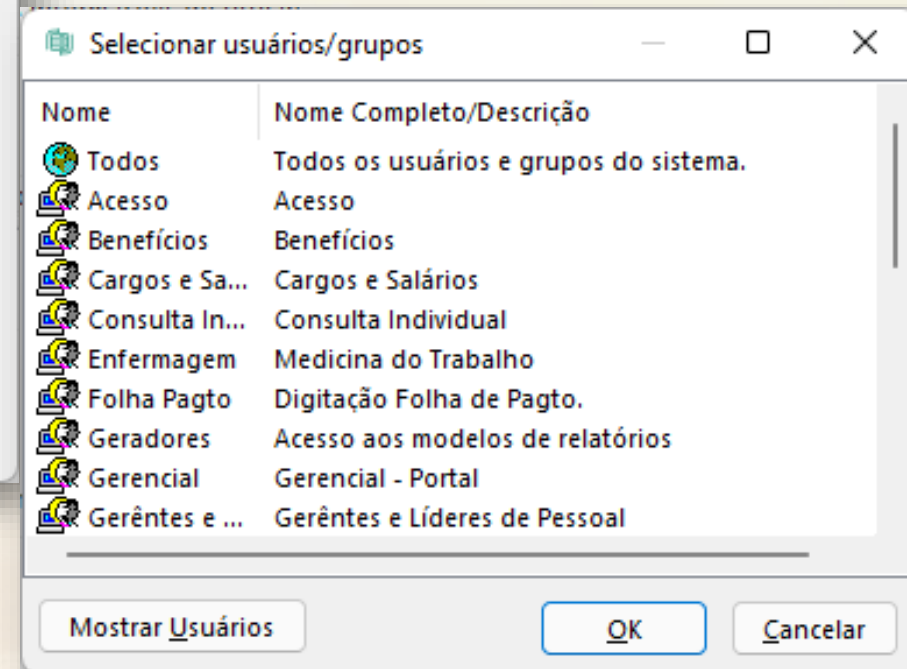 Selecionar usuários/grupos
Nome Nome Completo/Descrição
Todos Todos os usuários e grupos do sistema.
Acesso Acesso
Benefícios Benefícios
Cargos e Sa... Cargos e Salários
Consulta In... Consulta Individual
Enfermagem Medicina do Trabalho
Folha Pagto Digitação Folha de Pagto.
Geradores Acesso aos modelos de relatórios
Gerencial Gerencial - Portal
Gerêntes e ... Gerêntes e Líderes de Pessoal
Mostrar Usuários OK Cancelar